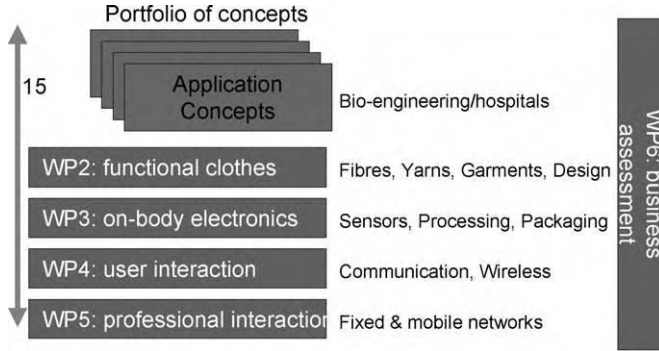 Portfolio of concepts
15
Application
Concepts
Bio-engineering/hospitals
WP2: functional clothes
Fibres, Yarns, Garments, Design
WP3: on-body electronics
Sensors, Processing, Packaging
WP4: user interaction
Communication, Wireless
WP5: professional interaction
Fixed & mobile networks
WP6: business
assessment